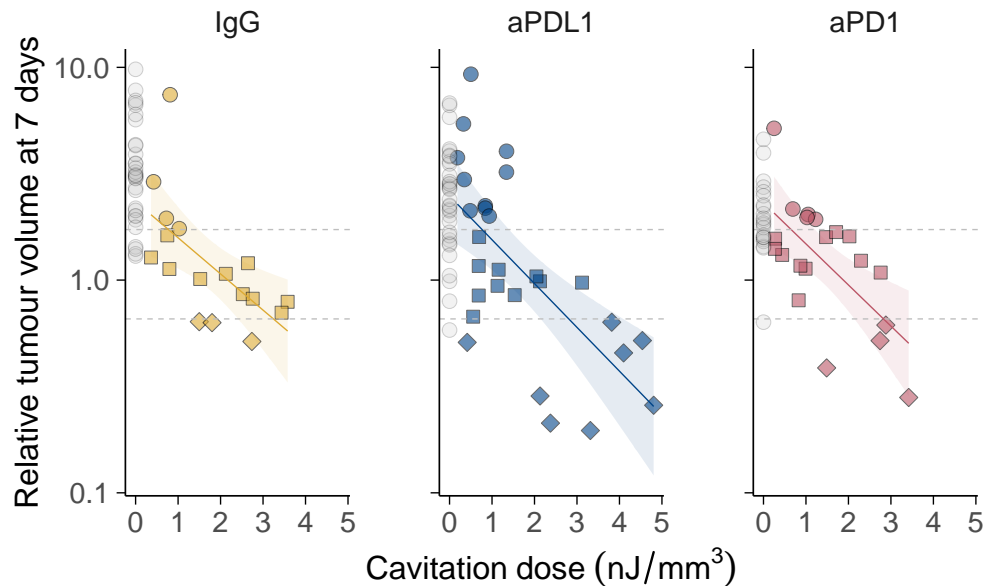 IgG
aPDL1
aPD1
Relative tumour volume at 7 days
10.0
1.0
0.1
0 1 2 3 4 5
0 1 2 3 4 5
0 1 2 3 4 5
Cavitation dose (nJ/mm³)